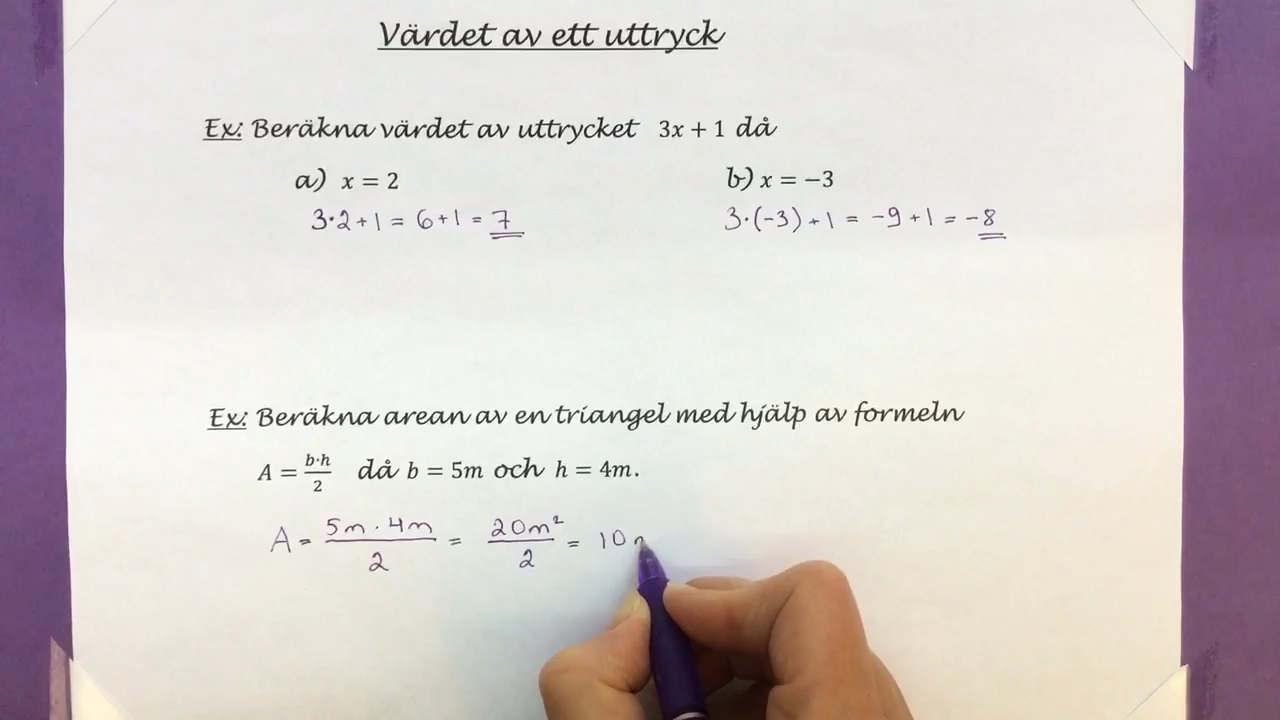 Värdet av ett uttryck
Ex: Beräkna värdet av uttrycket 3x + 1 då
a) x = 2
3·2+1 = 6+1 = 7
b) x = −3
3·(-3)+1 = -9+1 = -8
Ex: Beräkna arean av en triangel med hjälp av formeln
A = b·h/2 då b = 5m och h = 4m.
A = 5m · 4m/2 = 20m²/2 = 10